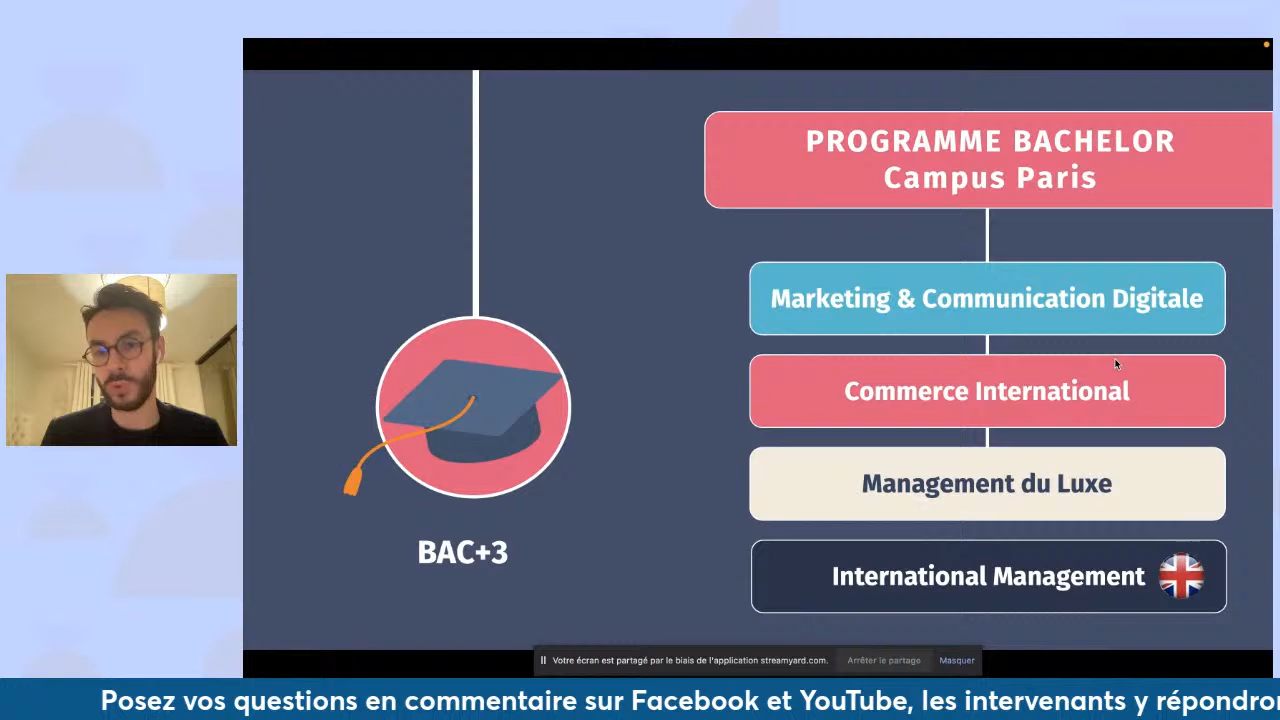 PROGRAMME BACHELOR
Campus Paris
Marketing & Communication Digitale
Commerce International
Management du Luxe
International Management
BAC+3
Votre écran est partagé par le biais de l'application streamyard.com.
Arrêter le partage
Masquer
Posez vos questions en commentaire sur Facebook et YouTube, les intervenants y